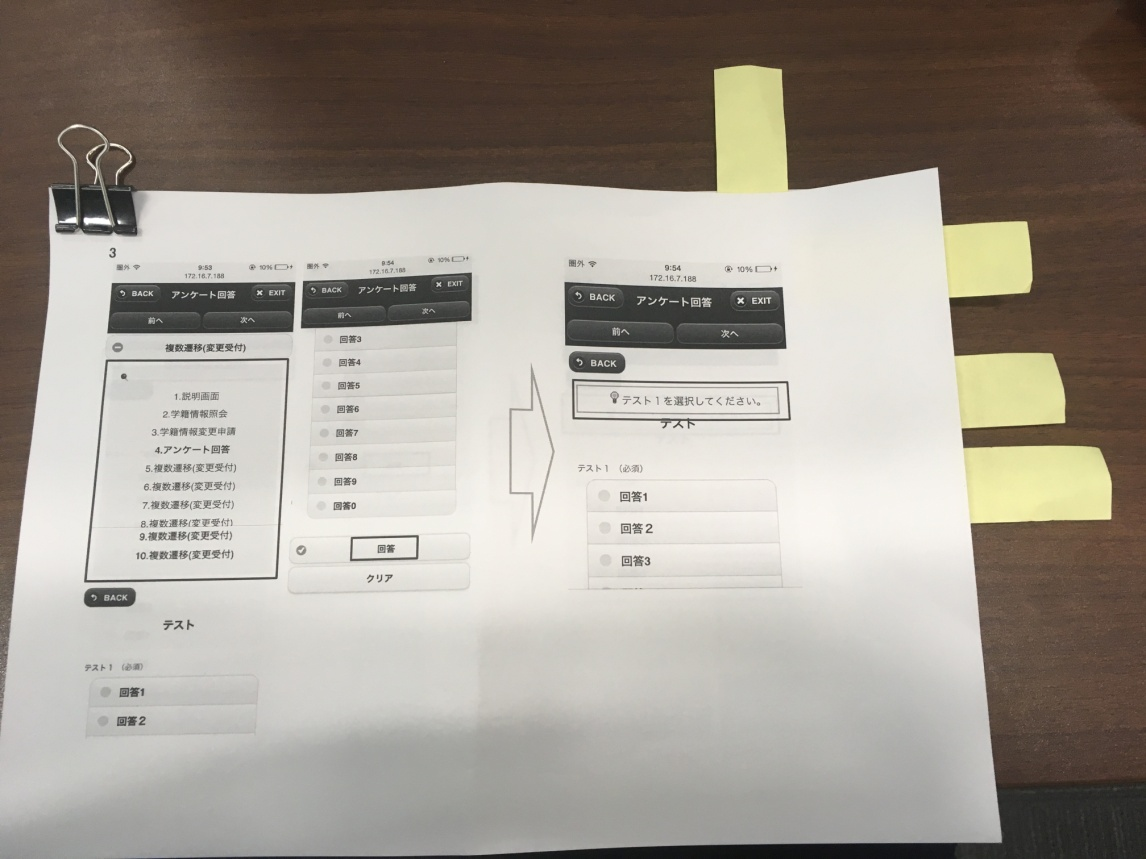 3
圏外 9:53 10%
172.16.7.188
BACK アンケート回答 EXIT
前へ 次へ
複数遷移(変更受付)
1.説明画面
2.学籍情報照会
3.学籍情報変更申請
4.アンケート回答
5.複数遷移(変更受付)
6.複数遷移(変更受付)
7.複数遷移(変更受付)
8.複数遷移(変更受付)
9.複数遷移(変更受付)
10.複数遷移(変更受付)
BACK
テスト
テスト1 (必須)
回答1
回答2
圏外 9:54 10%
172.16.7.188
BACK アンケート回答 EXIT
前へ 次へ
回答3
回答4
回答5
回答6
回答7
回答8
回答9
回答0
回答
クリア
圏外 9:54 10%
172.16.7.188
BACK アンケート回答 EXIT
前へ 次へ
BACK
テスト1を選択してください。
テスト
テスト1 (必須)
回答1
回答2
回答3